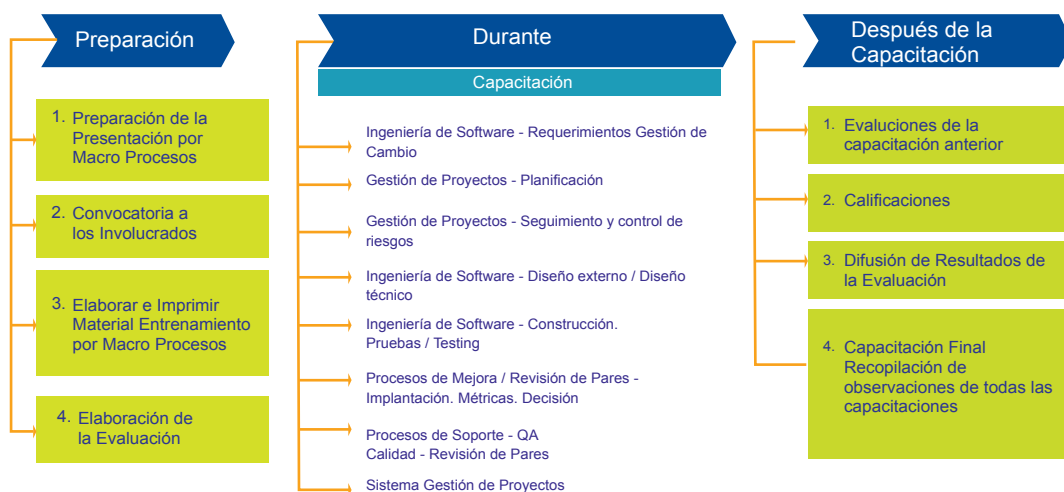 Preparación
1. Preparación de la
Presentación por
Macro Procesos
2. Convocatoria a
los Involucrados
3. Elaborar e Imprimir
Material Entrenamiento
por Macro Procesos
4. Elaboración de
la Evaluación
Durante
Capacitación
Ingeniería de Software - Requerimientos Gestión de
Cambio
Gestión de Proyectos - Planificación
Gestión de Proyectos - Seguimiento y control de
riesgos
Ingeniería de Software - Diseño externo / Diseño
técnico
Ingeniería de Software - Construcción.
Pruebas / Testing
Procesos de Mejora / Revisión de Pares -
Implantación. Métricas. Decisión
Procesos de Soporte - QA
Calidad - Revisión de Pares
Sistema Gestión de Proyectos
Después de la
Capacitación
1. Evaluciones de la
capacitación anterior
2. Calificaciones
3. Difusión de Resultados de
la Evaluación
4. Capacitación Final
Recopilación de
observaciones de todas las
capacitaciones